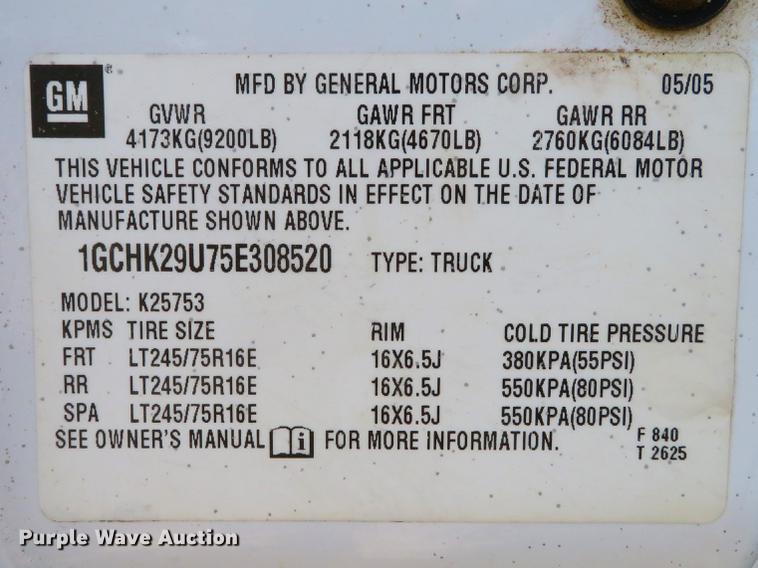 GM ® MFD BY GENERAL MOTORS CORP. 05/05
GVWR GAWR FRT GAWR RR
4173KG(9200LB) 2118KG(4670LB) 2760KG(6084LB)
THIS VEHICLE CONFORMS TO ALL APPLICABLE U.S. FEDERAL MOTOR
VEHICLE SAFETY STANDARDS IN EFFECT ON THE DATE OF
MANUFACTURE SHOWN ABOVE.
1GCHK29U75E308520 TYPE: TRUCK
MODEL: K25753
KPMS TIRE SIZE RIM COLD TIRE PRESSURE
FRT LT245/75R16E 16X6.5J 380KPA(55PSI)
RR LT245/75R16E 16X6.5J 550KPA(80PSI)
SPA LT245/75R16E 16X6.5J 550KPA(80PSI)
SEE OWNER'S MANUAL i FOR MORE INFORMATION. F 840
T 2625
Purple Wave Auction